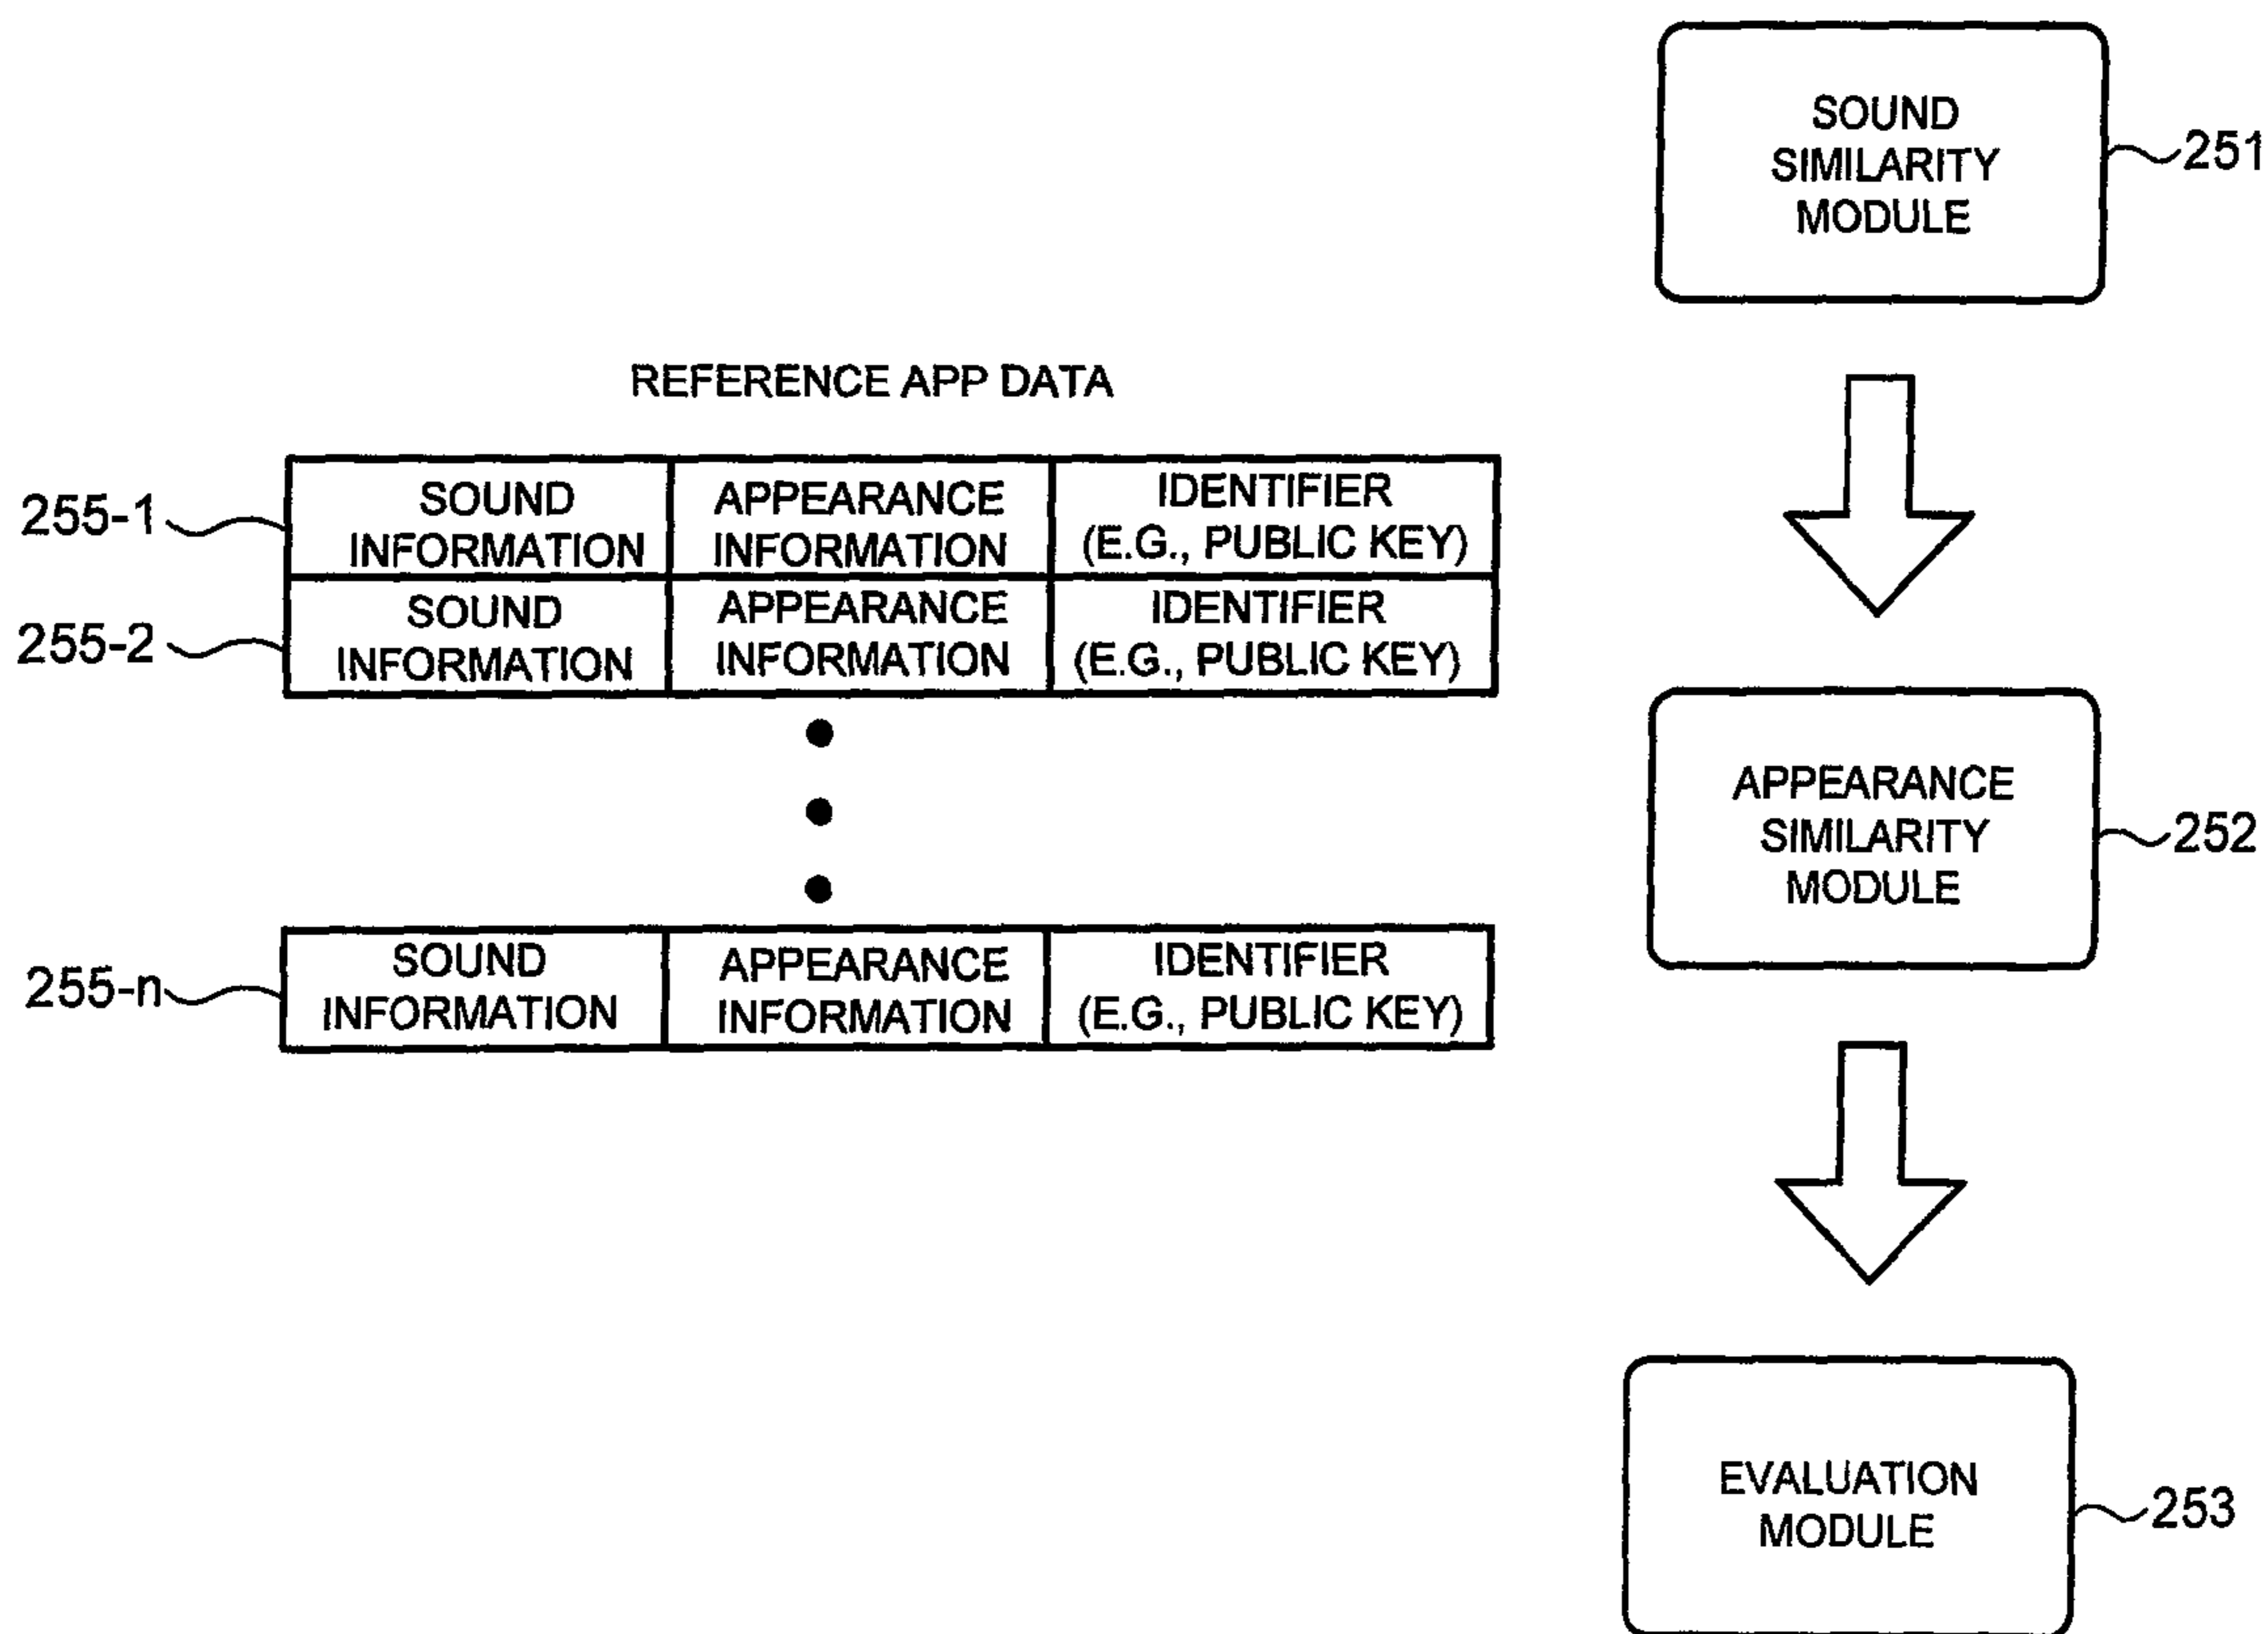 REFERENCE APP DATA
255-1
SOUND
INFORMATION
APPEARANCE
INFORMATION
IDENTIFIER
(E.G., PUBLIC KEY)
255-2
SOUND
INFORMATION
APPEARANCE
INFORMATION
IDENTIFIER
(E.G., PUBLIC KEY)
255-n
SOUND
INFORMATION
APPEARANCE
INFORMATION
IDENTIFIER
(E.G., PUBLIC KEY)
SOUND
SIMILARITY
MODULE
251
APPEARANCE
SIMILARITY
MODULE
252
EVALUATION
MODULE
253